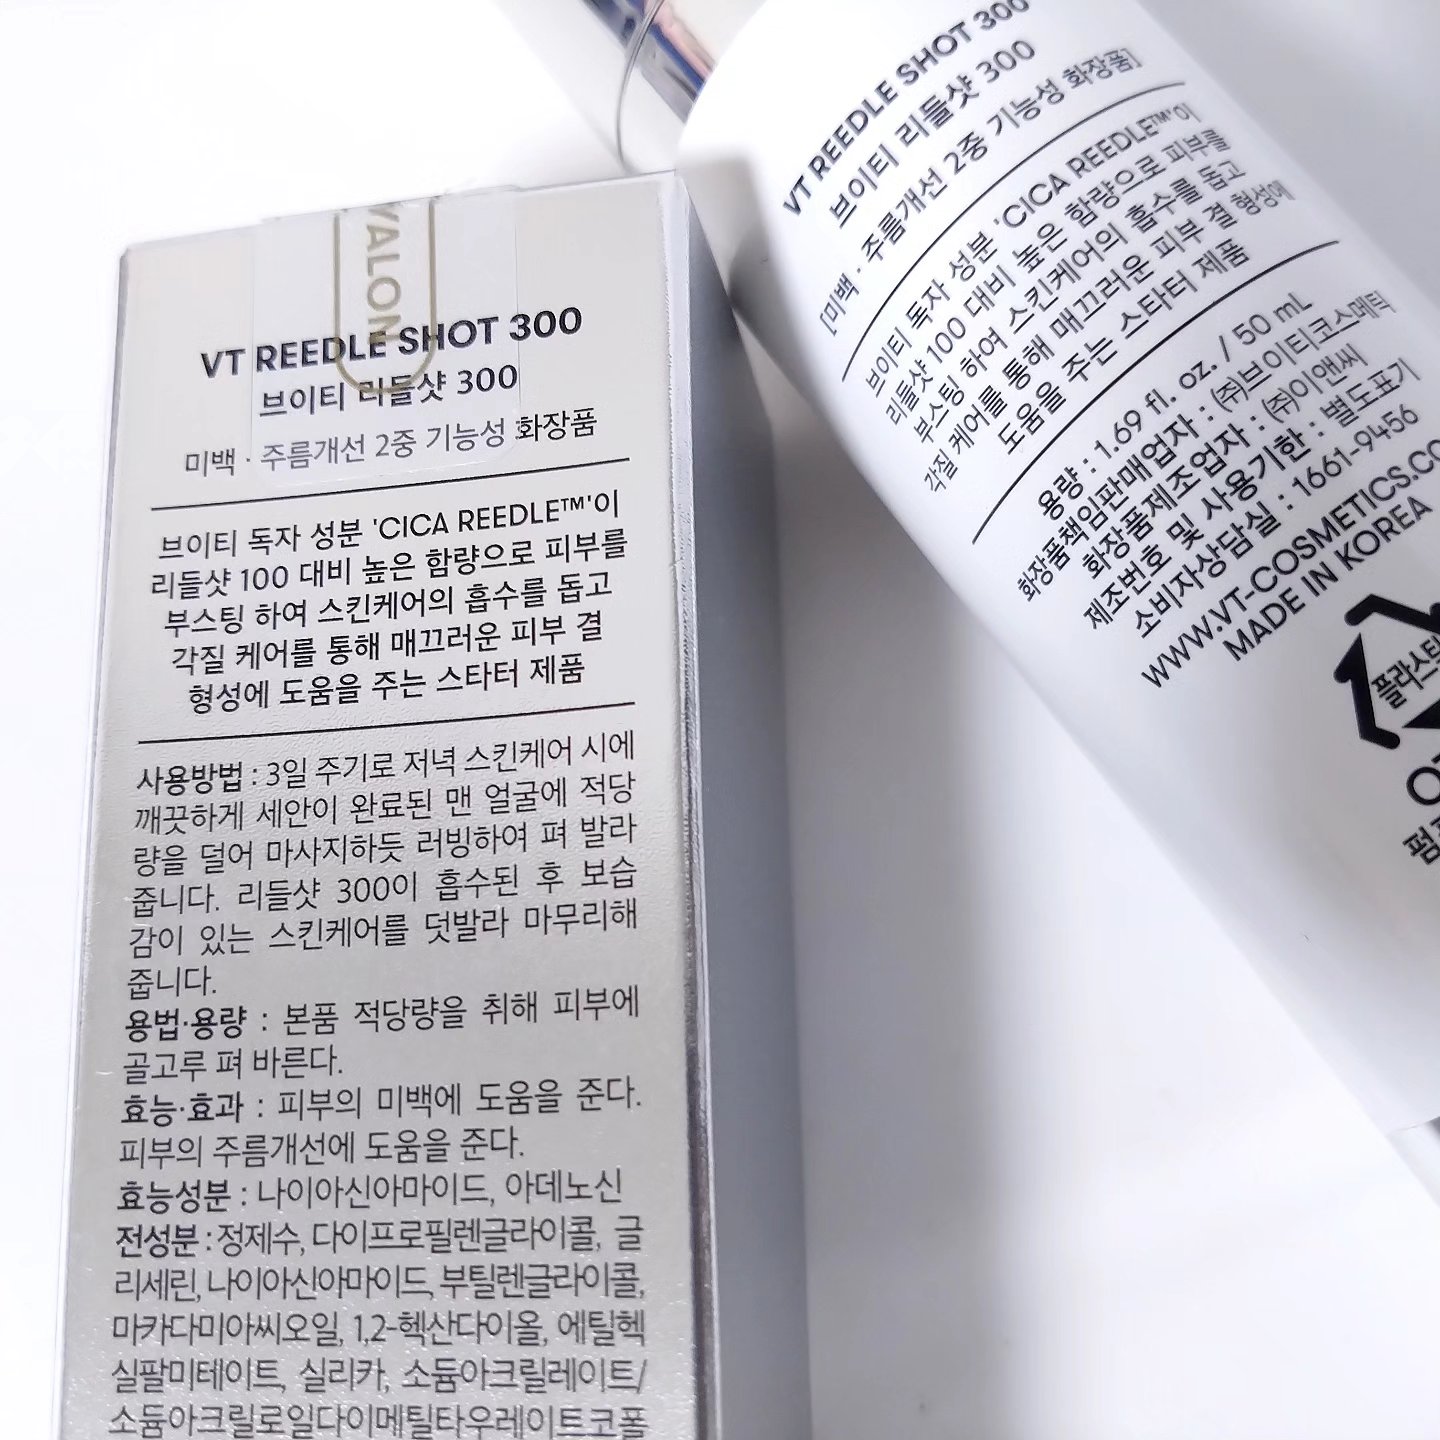 VALON
VT REEDLE SHOT 300
브이티 리들샷 300
미백 · 주름개선 2중 기능성 화장품
브이티 독자 성분 'CICA REEDLE™'이
리들샷 100 대비 높은 함량으로 피부를
부스팅 하여 스킨케어의 흡수를 돕고
각질 케어를 통해 매끄러운 피부 결
형성에 도움을 주는 스타터 제품
사용방법 : 3일 주기로 저녁 스킨케어 시에
깨끗하게 세안이 완료된 맨 얼굴에 적당
량을 덜어 마사지하듯 러빙하여 펴 발라
줍니다. 리들샷 300이 흡수된 후 보습
감이 있는 스킨케어를 덧발라 마무리해
줍니다.
용법·용량 : 본품 적당량을 취해 피부에
골고루 펴 바른다.
효능·효과 : 피부의 미백에 도움을 준다.
피부의 주름개선에 도움을 준다.
효능성분 : 나이아신아마이드, 아데노신
전성분 : 정제수, 다이프로필렌글라이콜, 글
리세린, 나이아신아마이드, 부틸렌글라이콜,
마카다미아씨오일, 1,2-헥산다이올, 에틸헥
실팔미테이트, 실리카, 소듐아크릴레이트/
소듐아크릴로일다이메틸타우레이트코폴
VT REEDLE SHOT 300
브이티 리들샷 300
[미백 · 주름개선 2중 기능성 화장품]
브이티 독자 성분 'CICA REEDLE™'이
리들샷 100 대비 높은 함량으로 피부를
부스팅 하여 스킨케어의 흡수를 돕고
각질 케어를 통해 매끄러운 피부 결 형성에
도움을 주는 스타터 제품
용량 : 1.69 fl. oz. / 50 mL
화장품책임판매업자 : ㈜브이티코스메틱
화장품제조업자 : ㈜이앤씨
제조번호 및 사용기한 : 별도표기
소비자상담실 : 1661-9456
WWW.VT-COSMETICS.CO
MADE IN KOREA
플라스틱